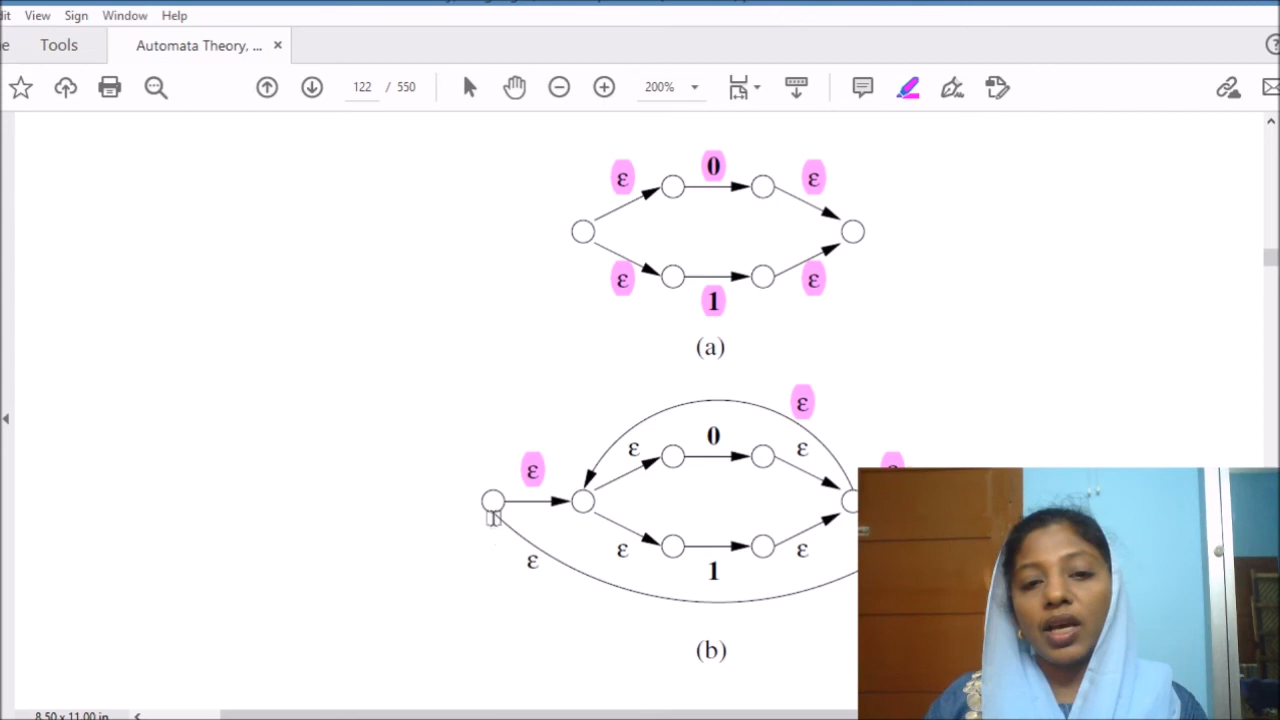 View Sign Window Help
Tools Automata Theory, ... ×
122 / 550 200%
ε 0 ε
ε 1 ε
(a)
ε
ε ε 0 ε
ε ε 1 ε
(b)
8.50 x 11.00 in